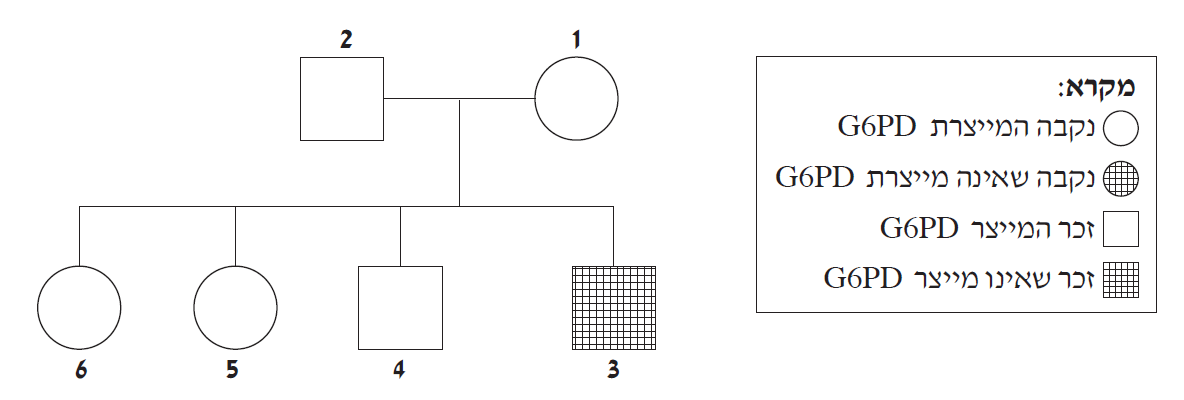 2 1
מקרא:
נקבה המייצרת G6PD
נקבה שאינה מייצרת G6PD
זכר המייצר G6PD
זכר שאינו מייצר G6PD
6 5 4 3